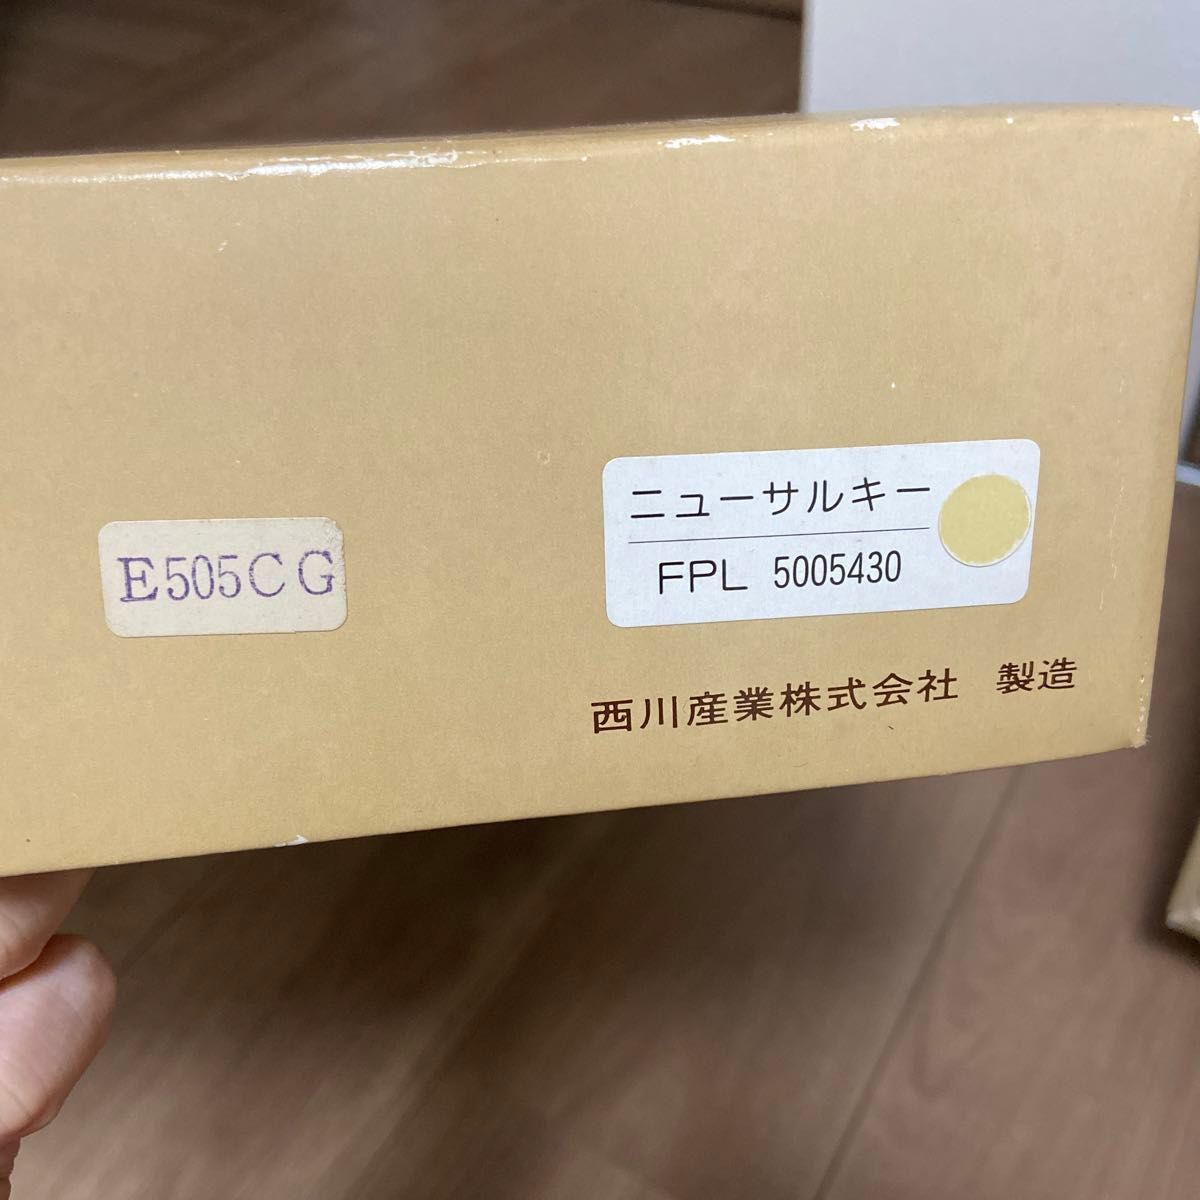 E505CG
ニューサルキー
FPL 5005430
西川産業株式会社 製造